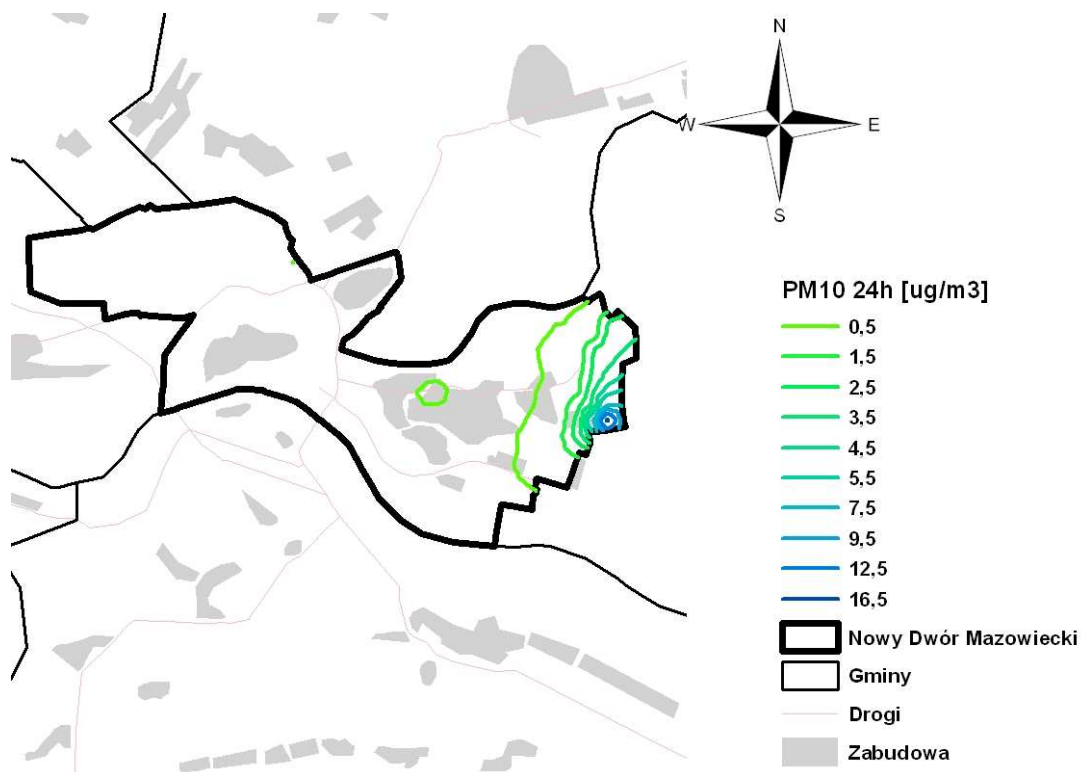 N
W
E
S
PM10 24h [ug/m3]
0,5
1,5
2,5
3,5
4,5
5,5
7,5
9,5
12,5
16,5
Nowy Dwór Mazowiecki
Gminy
Drogi
Zabudowa